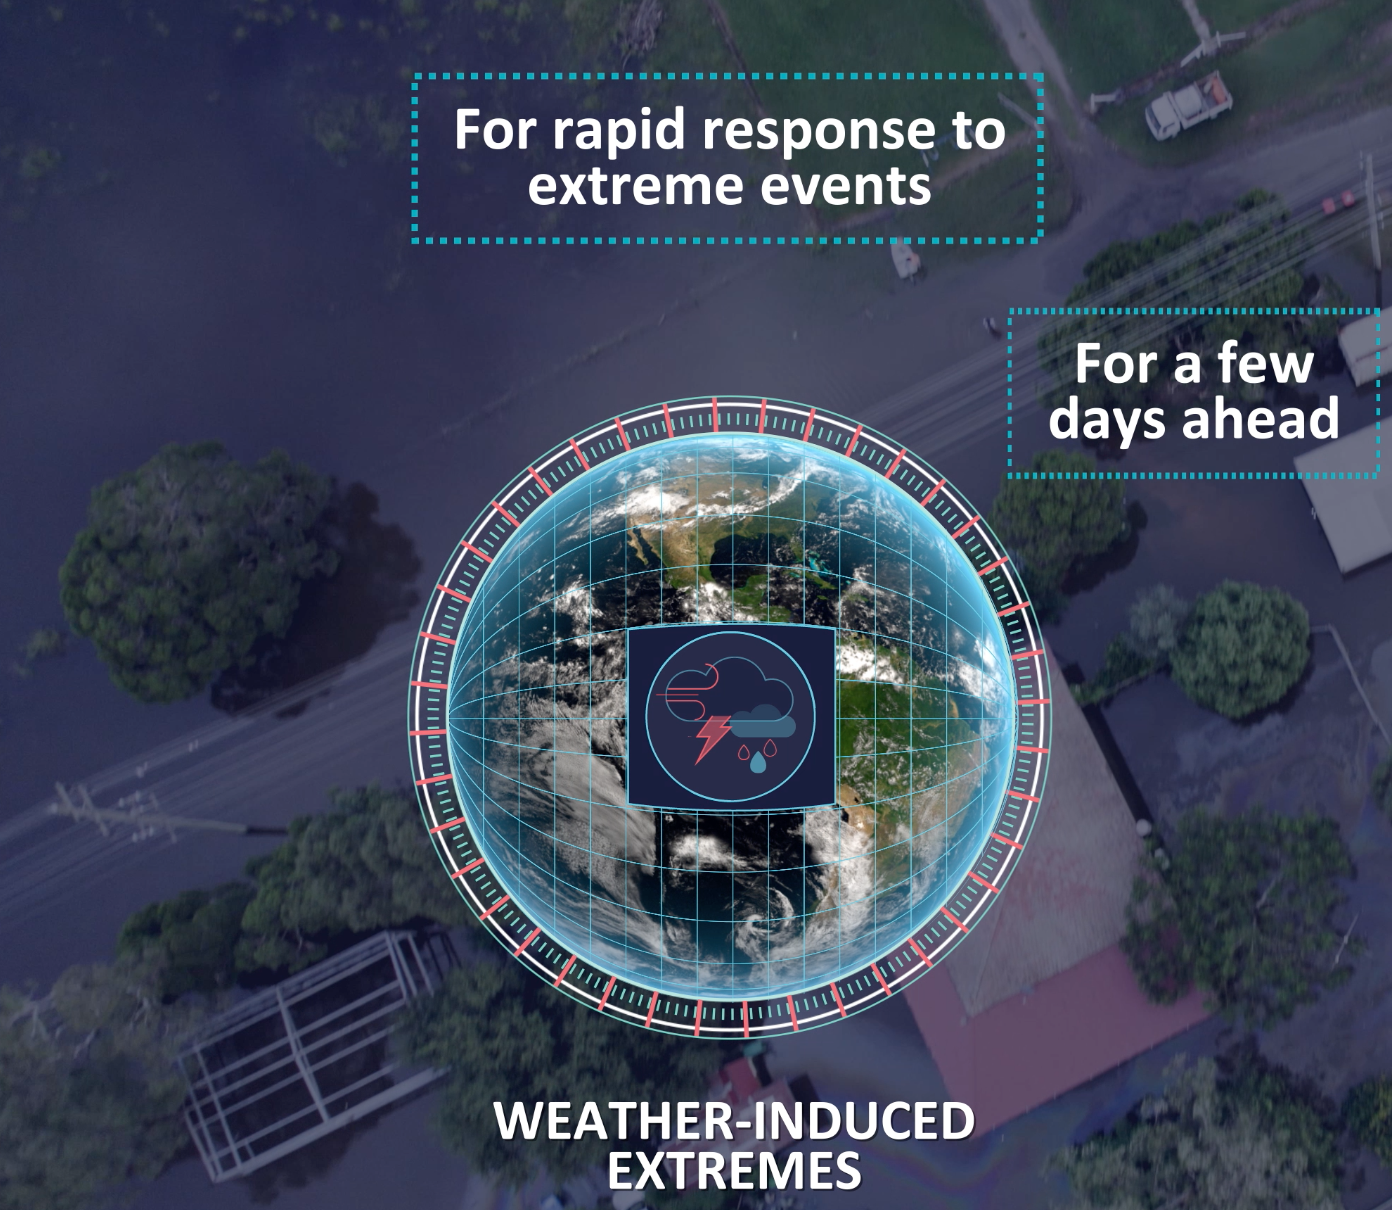 For rapid response to
extreme events
For a few
days ahead
WEATHER-INDUCED
EXTREMES